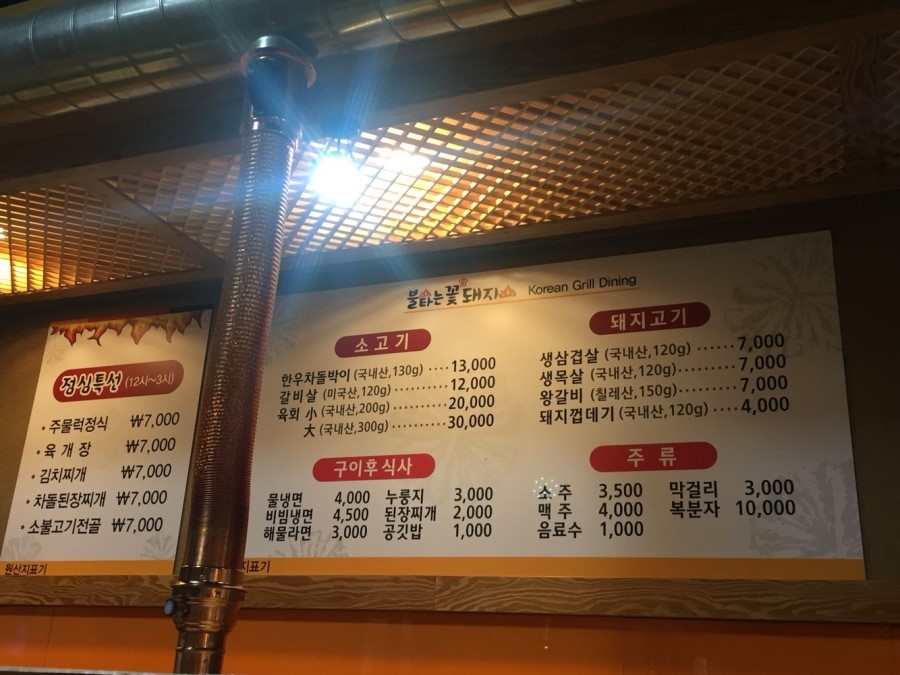 점심특선 (12시~3시)
• 주물럭정식 ₩7,000
• 육개장 ₩7,000
• 김치찌개 ₩7,000
• 차돌된장찌개 ₩7,000
• 소불고기전골 ₩7,000
원산지표기
불타는꽃돼지 Korean Grill Dining
소고기
한우차돌박이 (국내산,130g) ···· 13,000
갈비살 (미국산,120g) ·········· 12,000
육회 小 (국내산,200g) ·········· 20,000
大 (국내산,300g) ·········· 30,000
돼지고기
생삼겹살 (국내산,120g) ······ 7,000
생목살 (국내산,120g) ········ 7,000
왕갈비 (칠레산,150g) ········ 7,000
돼지껍데기 (국내산,120g) ···· 4,000
구이후식사
물냉면 4,000 누룽지 3,000
비빔냉면 4,500 된장찌개 2,000
해물라면 3,000 공깃밥 1,000
주류
소주 3,500 막걸리 3,000
맥주 4,000 복분자 10,000
음료수 1,000
지표기